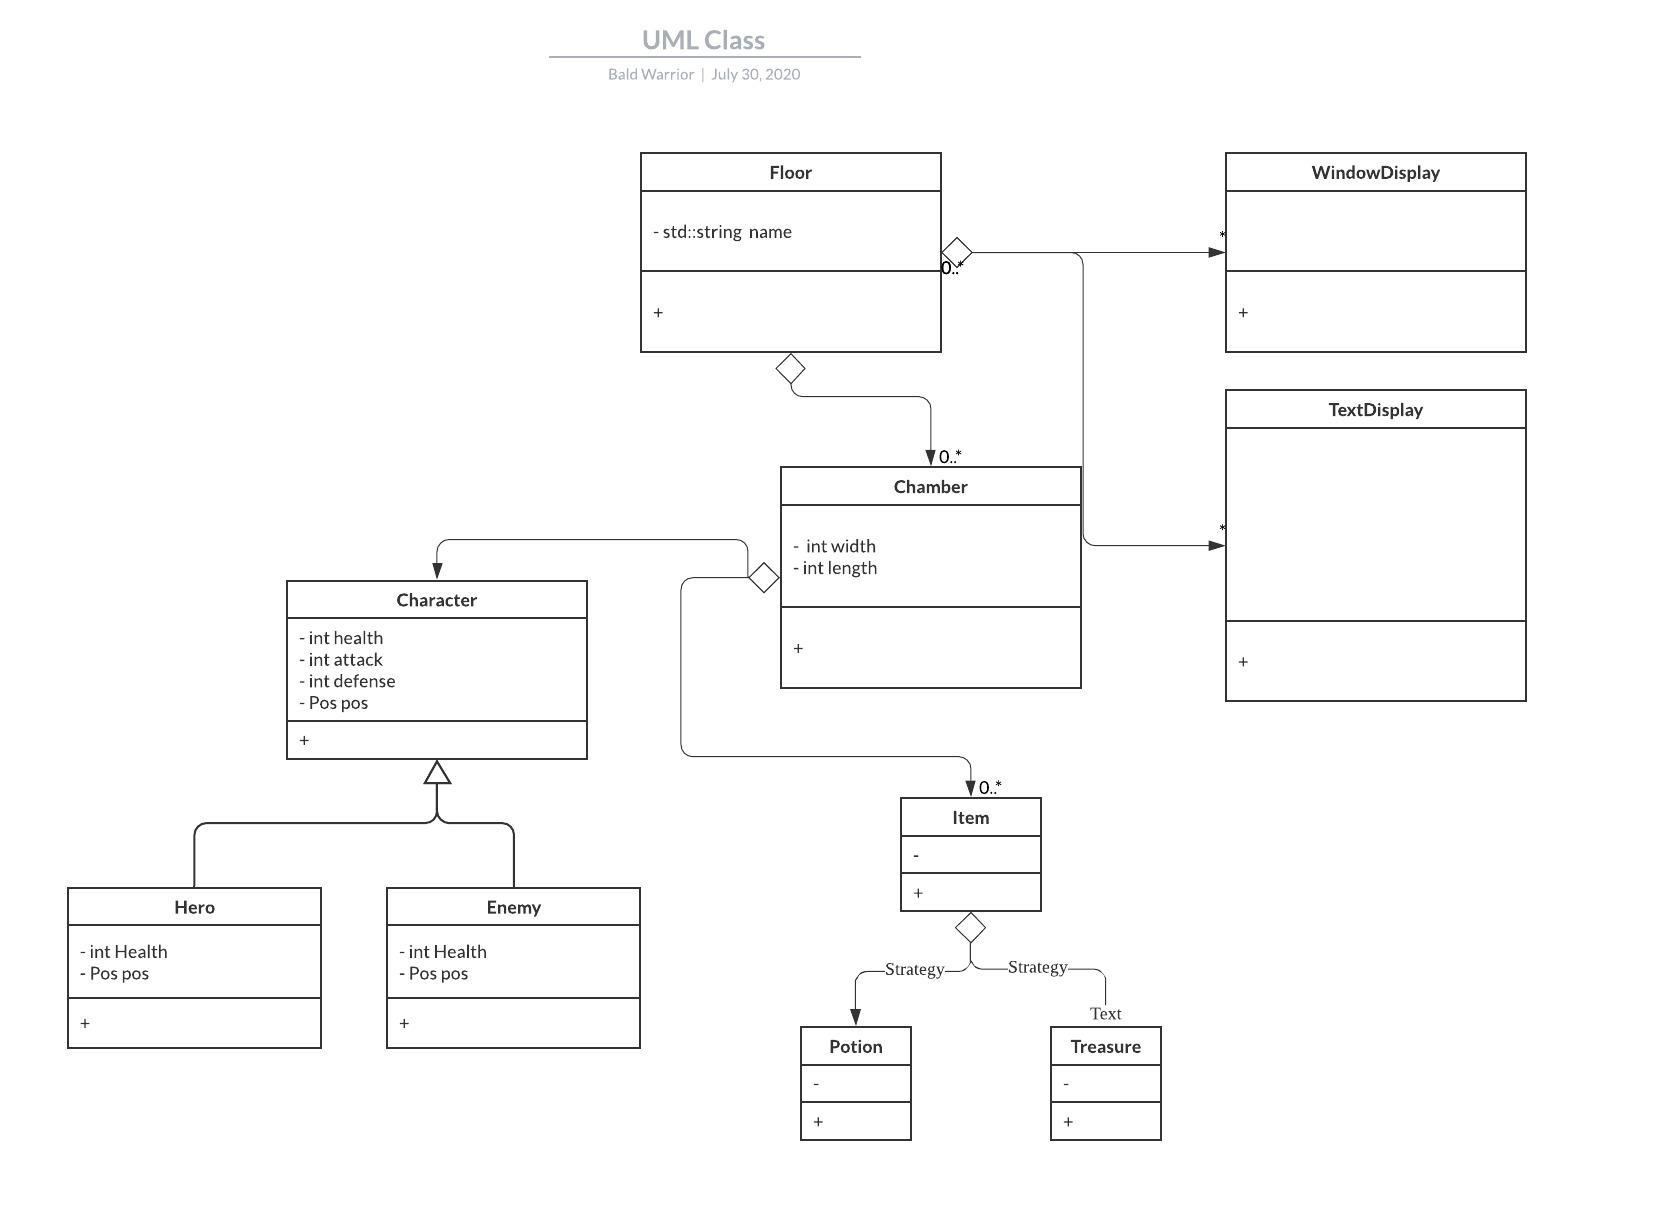 UML Class
Bald Warrior | July 30, 2020
Floor
- std::string name
+
0..*
WindowDisplay
*
+
TextDisplay
*
+
0..*
Chamber
- int width
- int length
+
Character
- int health
- int attack
- int defense
- Pos pos
+
0..*
Item
-
+
Hero
- int Health
- Pos pos
+
Enemy
- int Health
- Pos pos
+
Strategy
Strategy
Text
Potion
-
+
Treasure
-
+